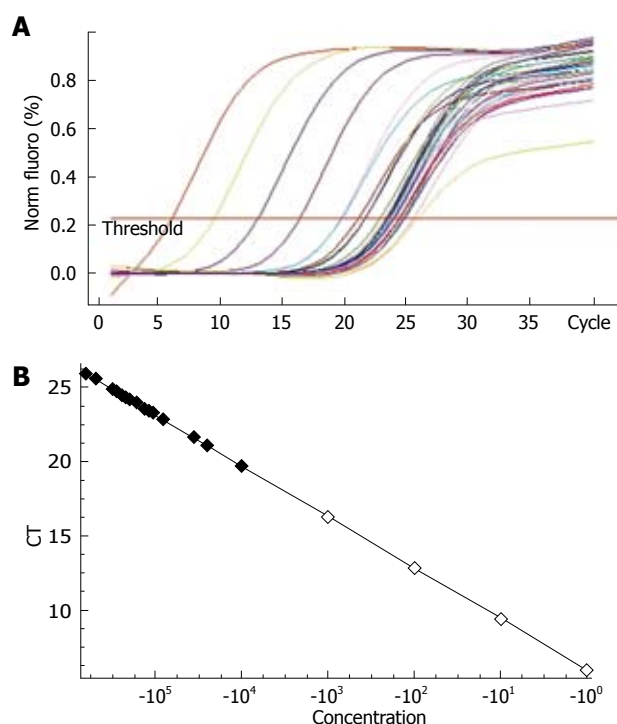 A
Norm fluoro (%)
0.8
0.6
0.4
0.2
0.0
Threshold
0 5 10 15 20 25 30 35 Cycle
B
CT
25
20
15
10
-10⁵ -10⁴ -10³ -10² -10¹ -10⁰
Concentration